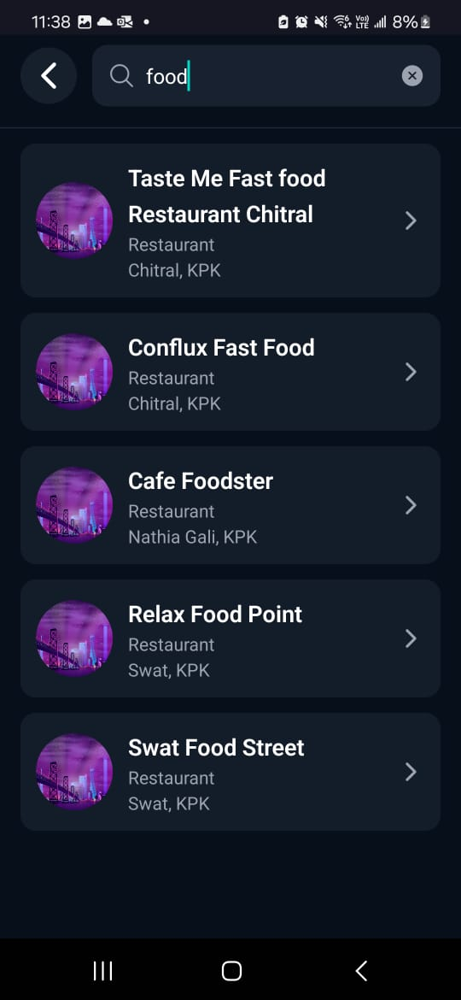 11:38 Vo)) LTE 8%
food
Taste Me Fast food
Restaurant Chitral
Restaurant
Chitral, KPK
Conflux Fast Food
Restaurant
Chitral, KPK
Cafe Foodster
Restaurant
Nathia Gali, KPK
Relax Food Point
Restaurant
Swat, KPK
Swat Food Street
Restaurant
Swat, KPK